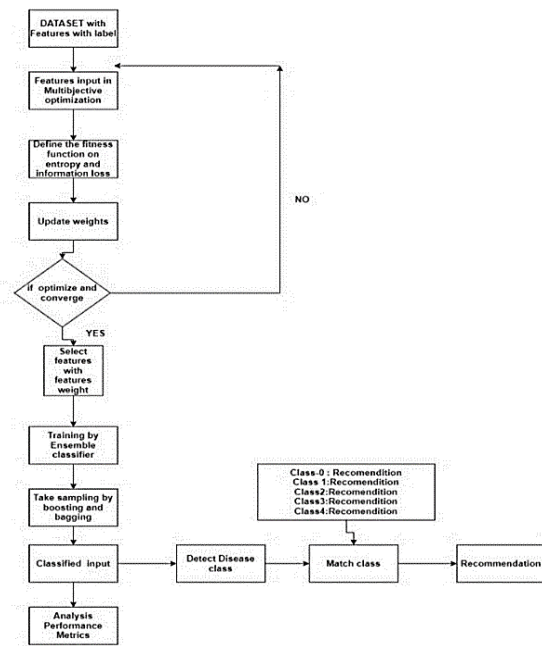 DATASET with
Features with label
Features input in
Multibjective
optimization
Define the fitness
function on
entropy and
information loss
Update weights
NO
if optimize and
converge
YES
Select
features
with
features
weight
Training by
Ensemble
classifier
Take sampling by
boosting and
bagging
Class-0 : Recomendition
Class 1:Recomendition
Class2:Recomendition
Class3:Recomendition
Class4:Recomendition
Classified input
Detect Disease
class
Match class
Recommendation
Analysis
Performance
Metrics